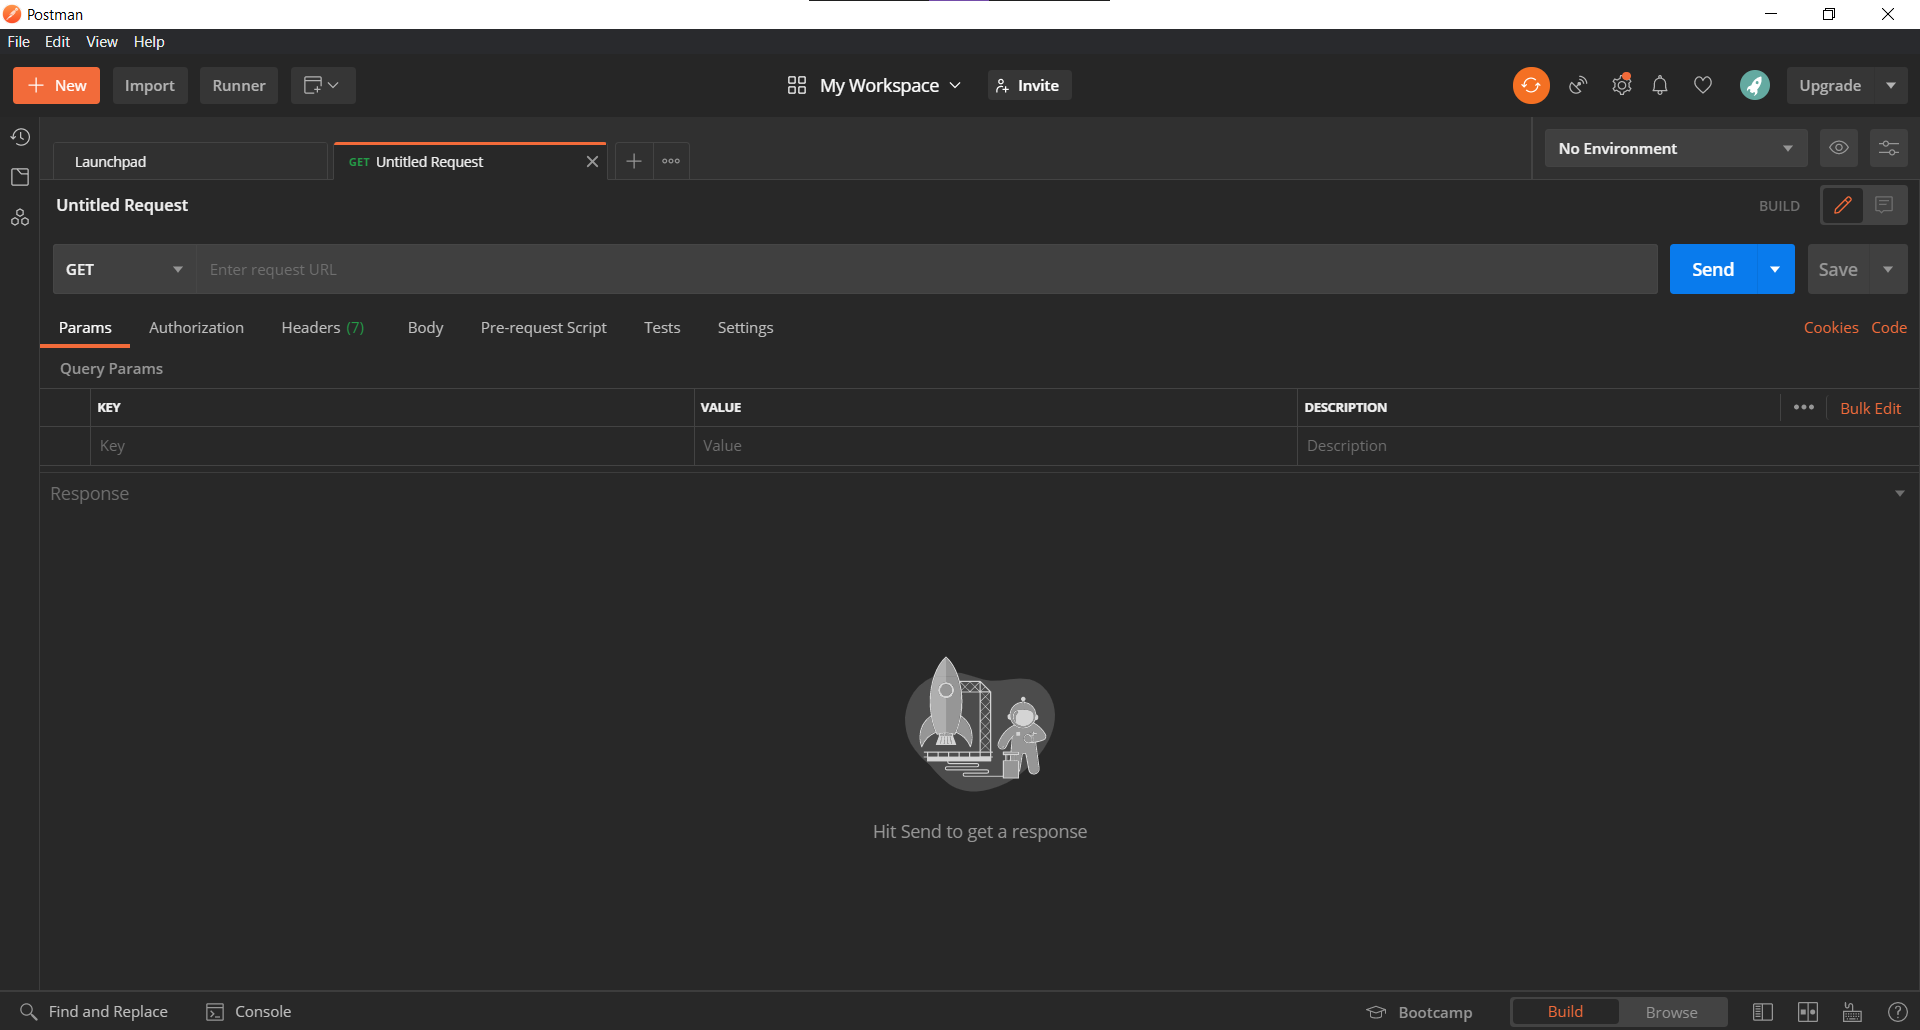 Postman
File Edit View Help
New Import Runner My Workspace Invite Upgrade
Launchpad GET Untitled Request No Environment
Untitled Request BUILD
GET Enter request URL Send Save
Params Authorization Headers (7) Body Pre-request Script Tests Settings Cookies Code
Query Params
KEY VALUE DESCRIPTION Bulk Edit
Key Value Description
Response
Hit Send to get a response
Find and Replace Console Bootcamp Build Browse